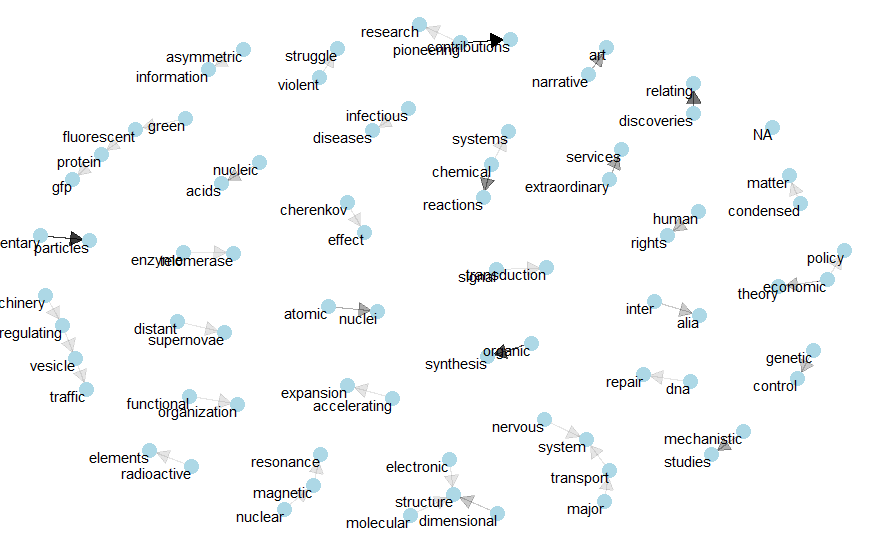 research
pioneering
contributions
asymmetric
information
struggle
violent
art
narrative
relating
discoveries
infectious
diseases
green
fluorescent
protein
gfp
systems
chemical
reactions
NA
services
extraordinary
nucleic
acids
matter
condensed
cherenkov
effect
human
rights
entary
particles
enzyme
telomerase
signal
transduction
policy
economic
theory
chinery
regulating
vesicle
traffic
atomic
nuclei
inter
alia
distant
supernovae
organic
synthesis
genetic
control
repair
dna
functional
organization
expansion
accelerating
nervous
system
transport
major
mechanistic
studies
elements
radioactive
resonance
magnetic
nuclear
electronic
structure
molecular
dimensional